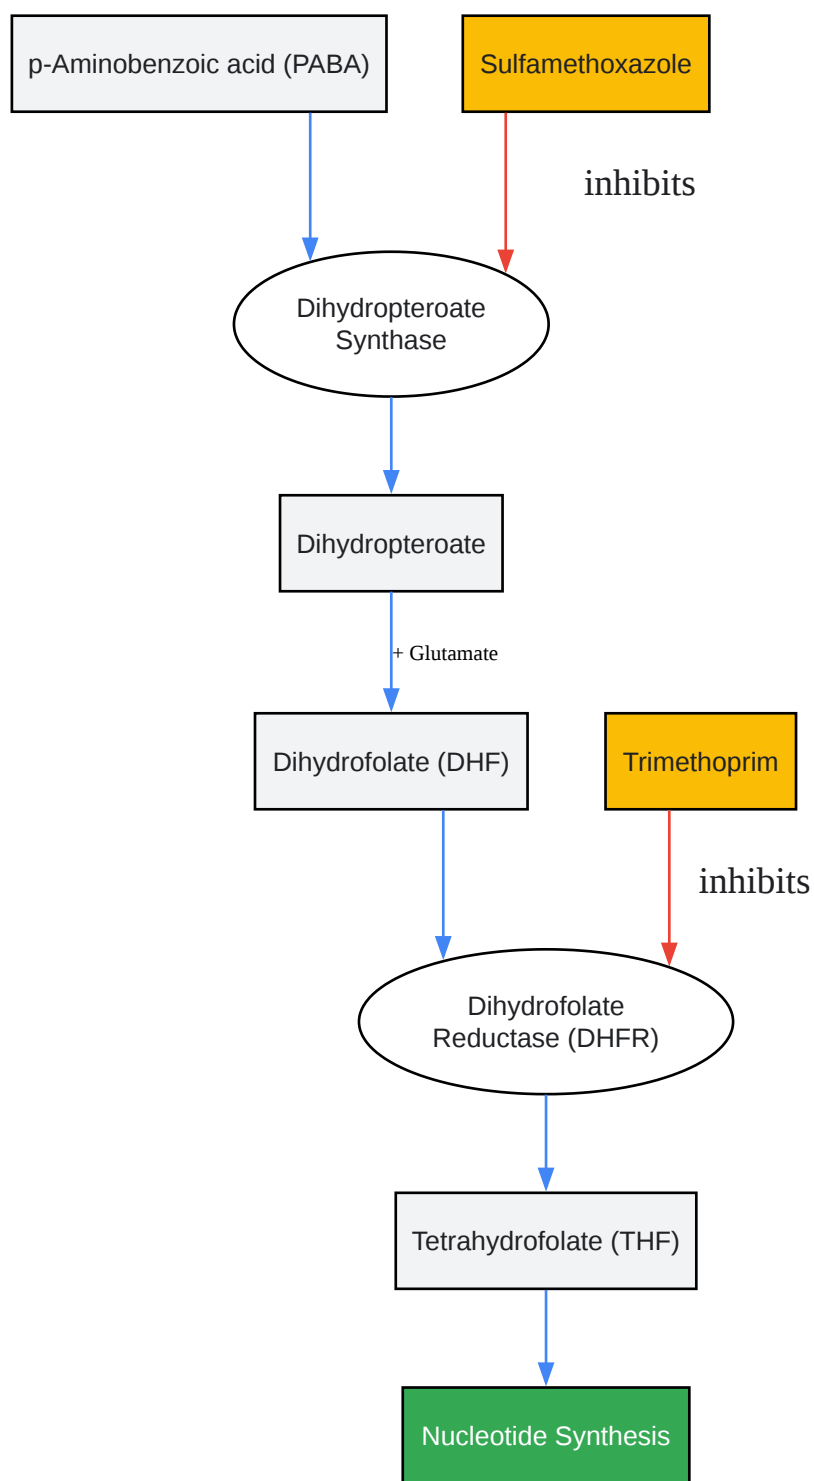 p-Aminobenzoic acid (PABA)
Sulfamethoxazole
inhibits
Dihydropteroate
Synthase
Dihydropteroate
+ Glutamate
Dihydrofolate (DHF)
Trimethoprim
inhibits
Dihydrofolate
Reductase (DHFR)
Tetrahydrofolate (THF)
Nucleotide Synthesis